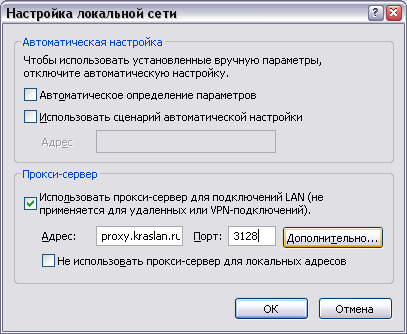 Настройка локальной сети
Автоматическая настройка
Чтобы использовать установленные вручную параметры,
отключите автоматическую настройку.
Автоматическое определение параметров
Использовать сценарий автоматической настройки
Адрес
Прокси-сервер
Использовать прокси-сервер для подключений LAN (не
применяется для удаленных или VPN-подключений).
Адрес: proxy.kraslan.ru Порт: 3128 Дополнительно...
Не использовать прокси-сервер для локальных адресов
ОК Отмена